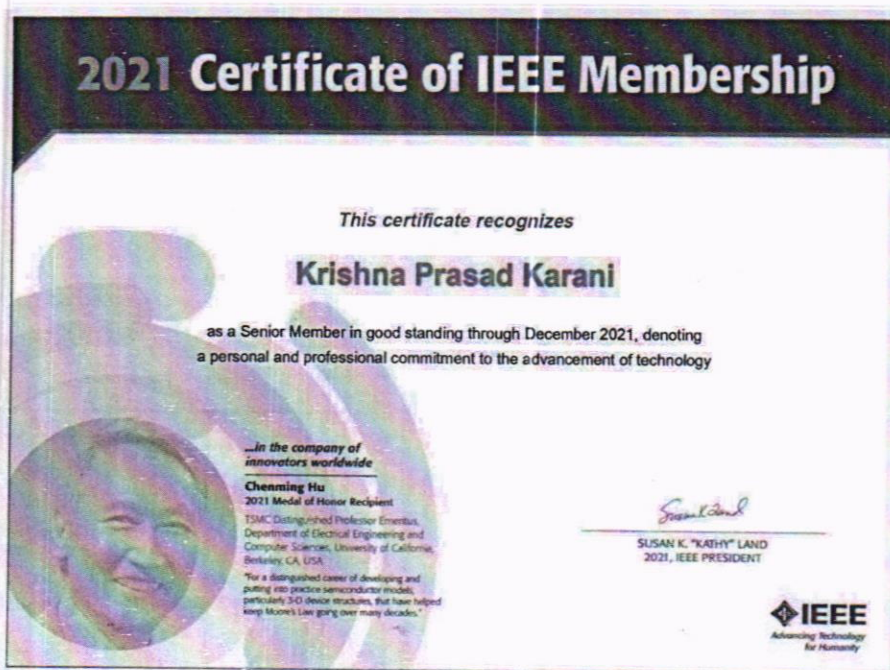 2021 Certificate of IEEE Membership
This certificate recognizes
Krishna Prasad Karani
as a Senior Member in good standing through December 2021, denoting
a personal and professional commitment to the advancement of technology
...in the company of
innovators worldwide
Chenming Hu
2021 Medal of Honor Recipient
TSMC Distinguished Professor Emeritus,
Department of Electrical Engineering and
Computer Sciences, University of California,
Berkeley, CA, USA
"For a distinguished career of developing and
putting into practice semiconductor models,
particularly 3-D device structures, that have helped
keep Moore's Law going over many decades."
Susan K Land
SUSAN K. "KATHY" LAND
2021, IEEE PRESIDENT
IEEE
Advancing Technology
for Humanity